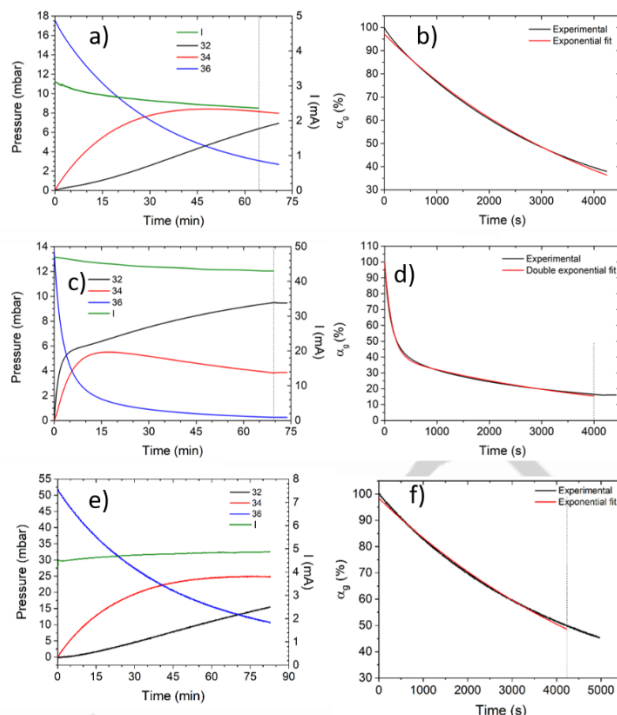 a)
I
32
34
36
Pressure (mbar)
18
16
14
12
10
8
6
4
2
0
I (mA)
5
4
3
2
1
0
0 15 30 45 60 75
Time (min)
b)
Experimental
Exponential fit
αg (%)
100
90
80
70
60
50
40
30
0 1000 2000 3000 4000
Time (s)
c)
32
34
36
I
Pressure (mbar)
14
12
10
8
6
4
2
0
I (mA)
50
40
30
20
10
0
0 15 30 45 60 75
Time (min)
d)
Experimental
Double exponential fit
αg (%)
110
100
90
80
70
60
50
40
30
20
10
0
0 1000 2000 3000 4000
Time (s)
e)
32
34
36
I
Pressure (mbar)
55
50
45
40
35
30
25
20
15
10
5
0
I (mA)
8
7
6
5
4
3
2
1
0
0 15 30 45 60 75 90
Time (min)
f)
Experimental
Exponential fit
αg (%)
100
90
80
70
60
50
40
30
0 1000 2000 3000 4000 5000
Time (s)